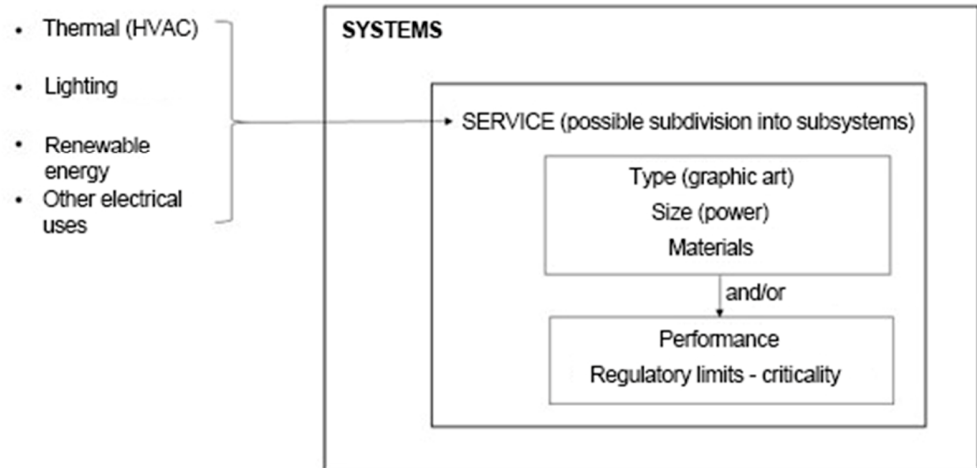 • Thermal (HVAC)
• Lighting
• Renewable
energy
• Other electrical
uses
SYSTEMS
SERVICE (possible subdivision into subsystems)
Type (graphic art)
Size (power)
Materials
and/or
Performance
Regulatory limits - criticality